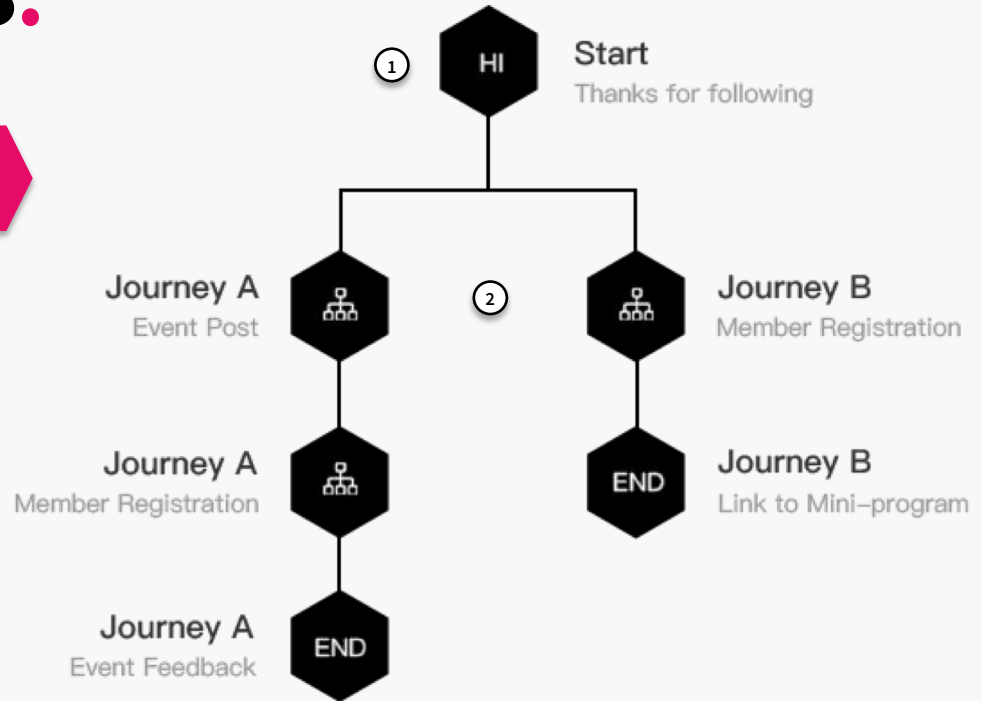 1
HI
Start
Thanks for following
Journey A
Event Post
2
Journey B
Member Registration
Journey A
Member Registration
END
Journey B
Link to Mini-program
Journey A
Event Feedback
END